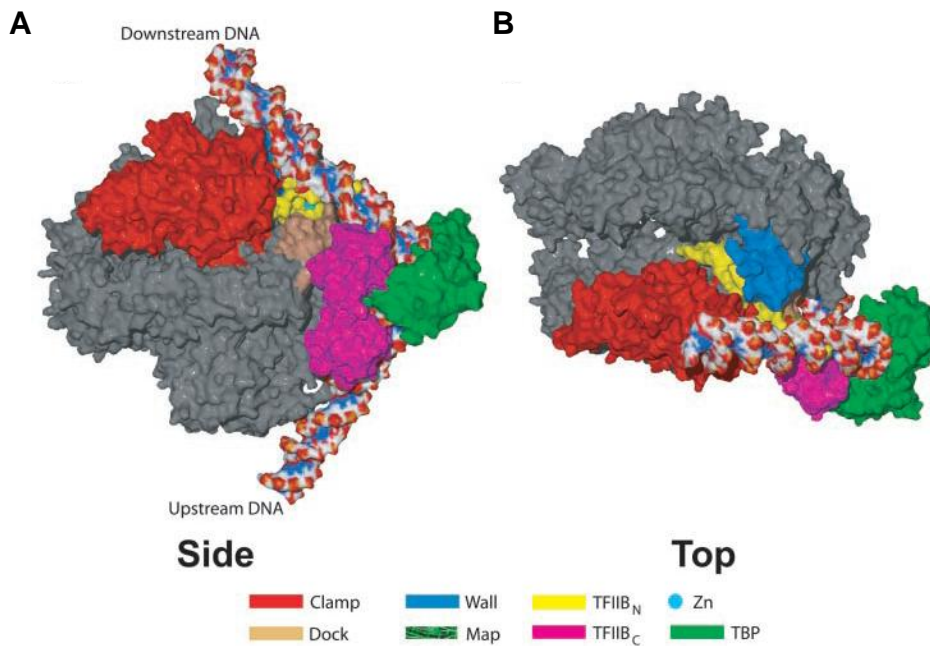 A B
Downstream DNA
Upstream DNA
Side Top
Clamp Wall TFIIB_N Zn
Dock Map TFIIB_C TBP